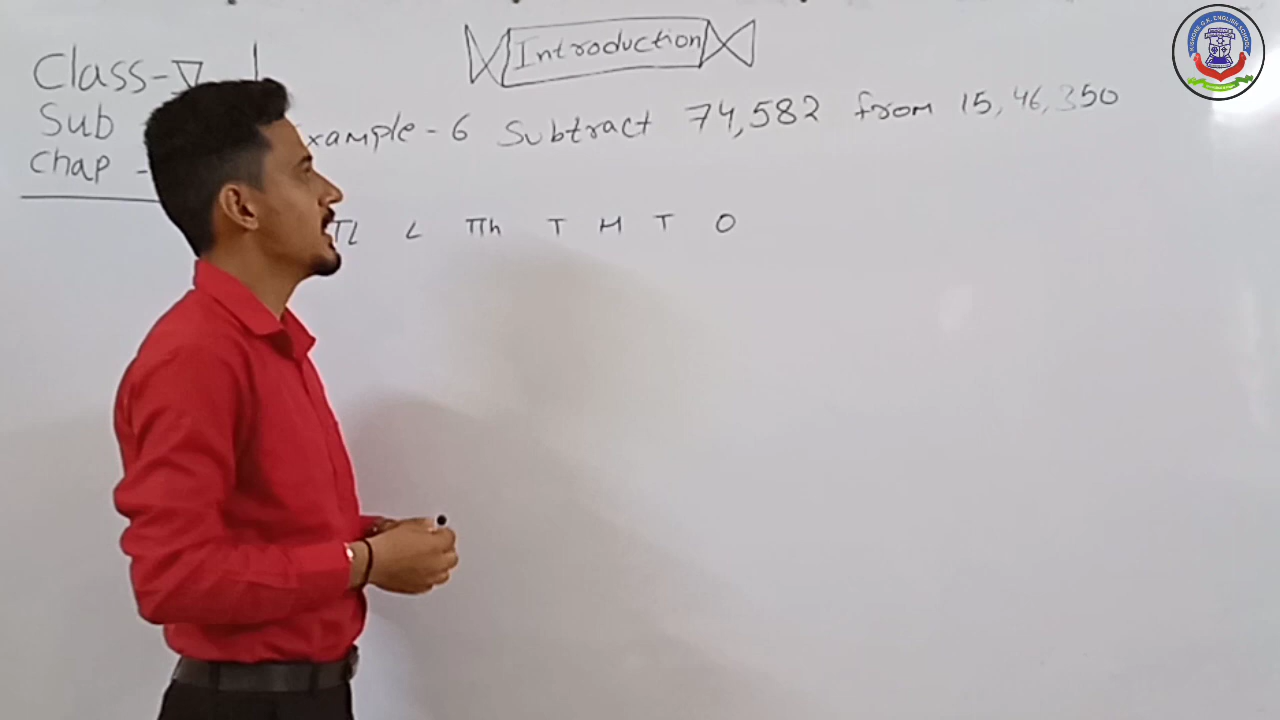 Introduction
Class - V
Sub
Example - 6 Subtract 74,582 from 15,46,350
Chap -
TL L TTh T H T O